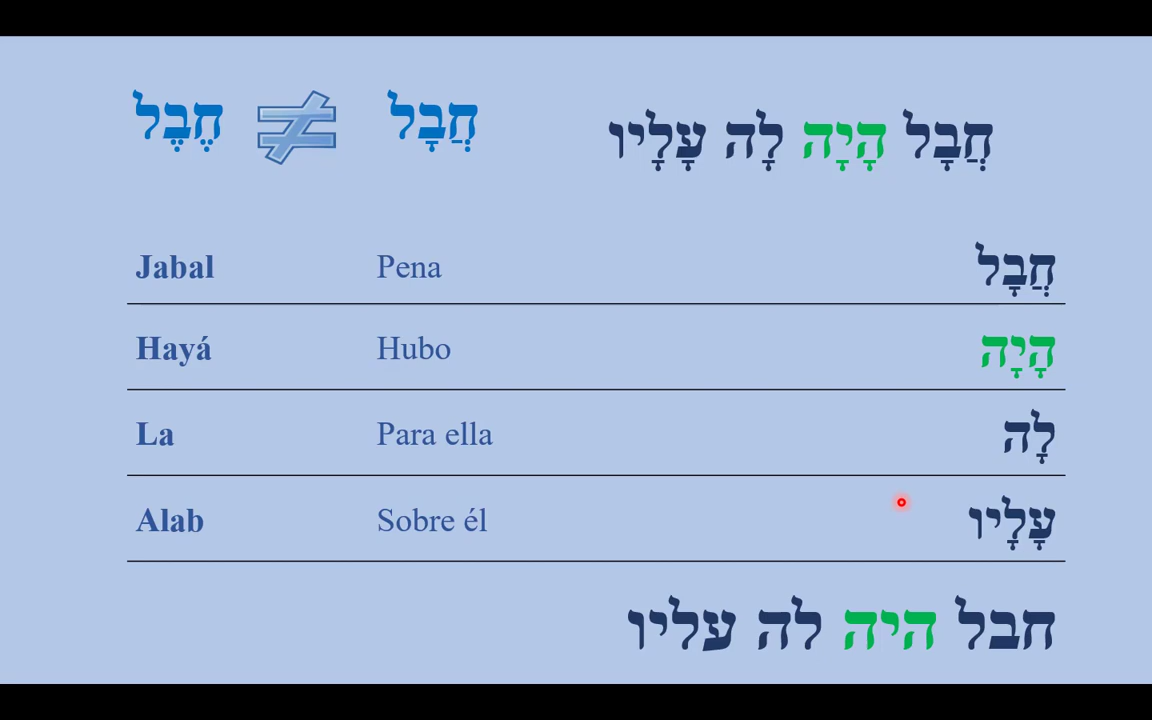 חֶבֶל ≠ חֲבָל
חֲבָל הָיָה לָה עָלָיו
Jabal Pena חֲבָל
Hayá Hubo הָיָה
La Para ella לָה
Alab Sobre él עָלָיו
חבל היה לה עליו